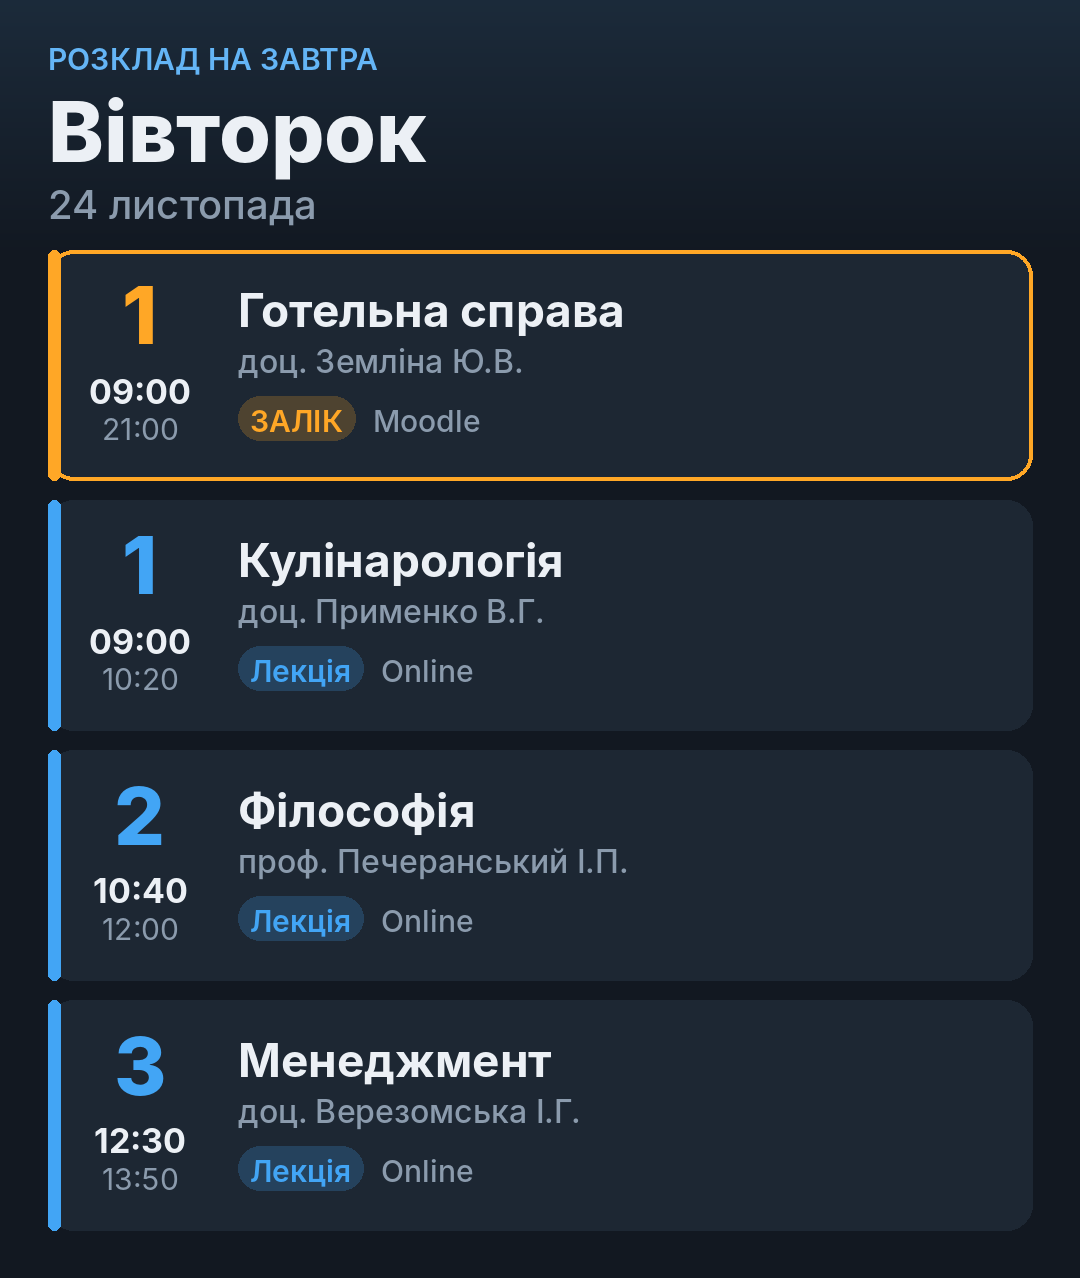 РОЗКЛАД НА ЗАВТРА
Вівторок
24 листопада
1
09:00
21:00
Готельна справа
доц. Земліна Ю.В.
ЗАЛІК Moodle
1
09:00
10:20
Кулінарологія
доц. Применко В.Г.
Лекція Online
2
10:40
12:00
Філософія
проф. Печеранський І.П.
Лекція Online
3
12:30
13:50
Менеджмент
доц. Верезомська І.Г.
Лекція Online